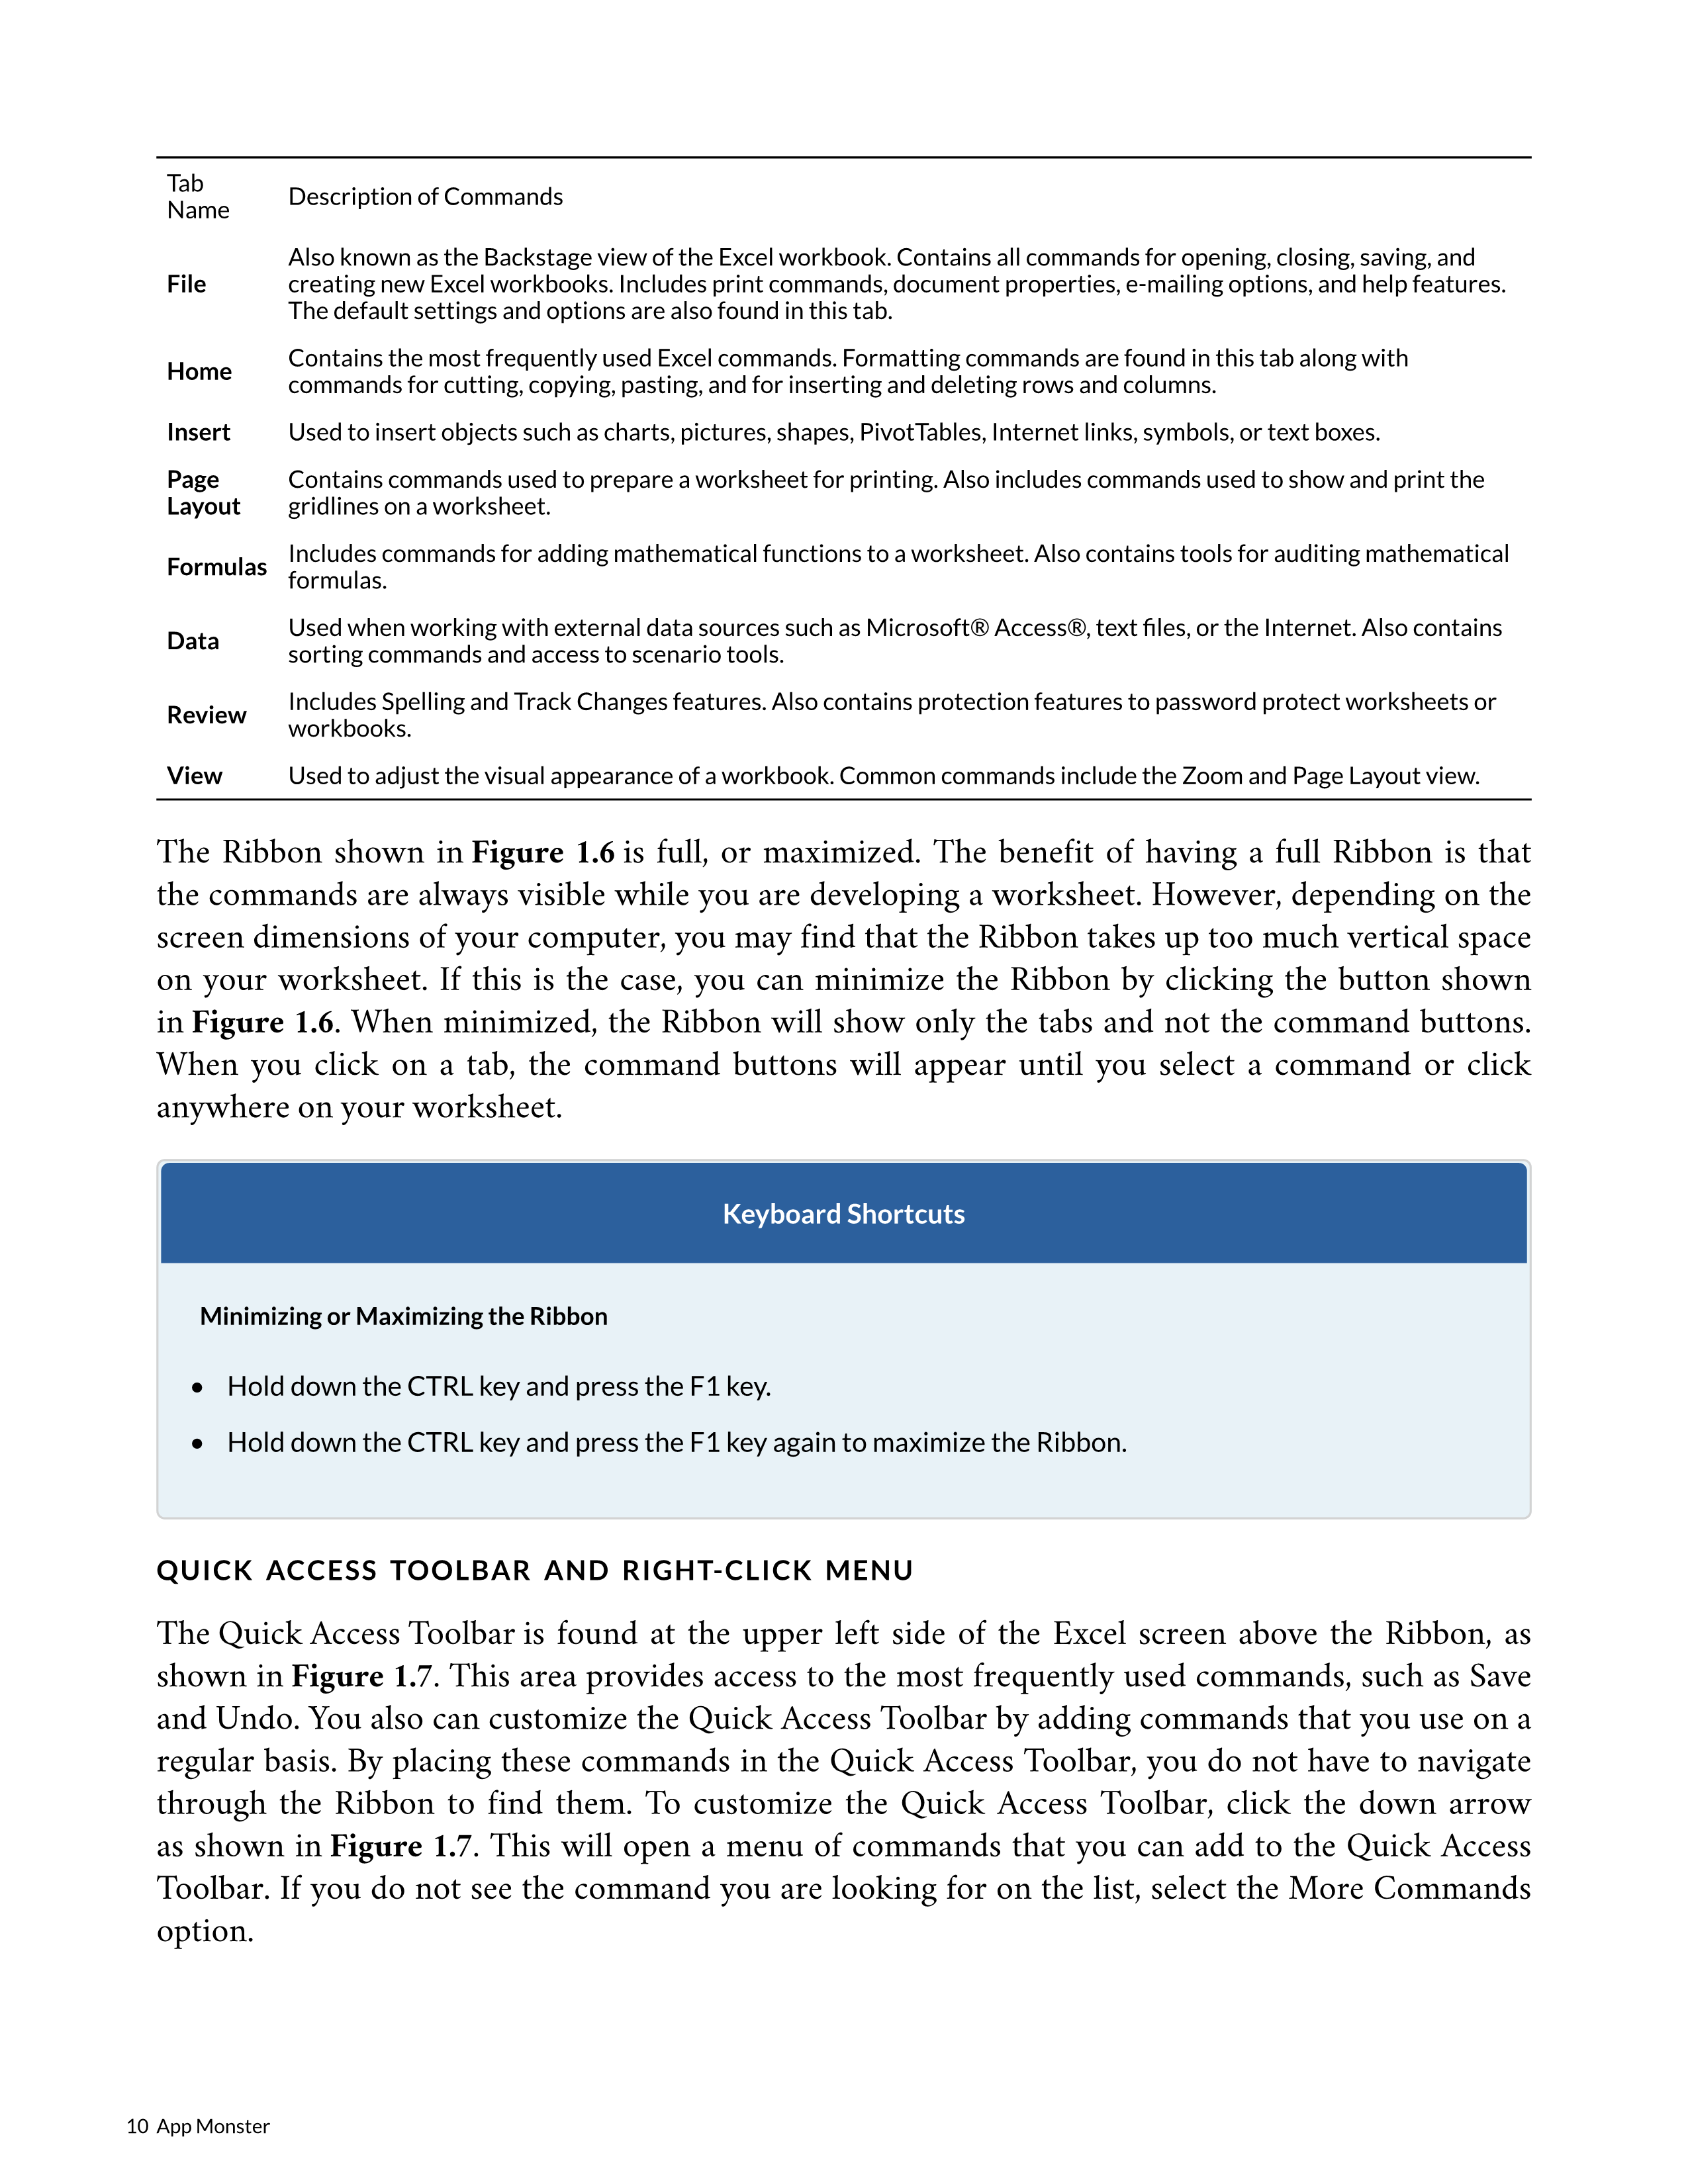 Tab
Name
Description of Commands
File
Also known as the Backstage view of the Excel workbook. Contains all commands for opening, closing, saving, and
creating new Excel workbooks. Includes print commands, document properties, e-mailing options, and help features.
The default settings and options are also found in this tab.
Home
Contains the most frequently used Excel commands. Formatting commands are found in this tab along with
commands for cutting, copying, pasting, and for inserting and deleting rows and columns.
Insert
Used to insert objects such as charts, pictures, shapes, PivotTables, Internet links, symbols, or text boxes.
Page
Layout
Contains commands used to prepare a worksheet for printing. Also includes commands used to show and print the
gridlines on a worksheet.
Formulas
Includes commands for adding mathematical functions to a worksheet. Also contains tools for auditing mathematical
formulas.
Data
Used when working with external data sources such as Microsoft® Access®, text files, or the Internet. Also contains
sorting commands and access to scenario tools.
Review
Includes Spelling and Track Changes features. Also contains protection features to password protect worksheets or
workbooks.
View
Used to adjust the visual appearance of a workbook. Common commands include the Zoom and Page Layout view.
The Ribbon shown in Figure 1.6 is full, or maximized. The benefit of having a full Ribbon is that
the commands are always visible while you are developing a worksheet. However, depending on the
screen dimensions of your computer, you may find that the Ribbon takes up too much vertical space
on your worksheet. If this is the case, you can minimize the Ribbon by clicking the button shown
in Figure 1.6. When minimized, the Ribbon will show only the tabs and not the command buttons.
When you click on a tab, the command buttons will appear until you select a command or click
anywhere on your worksheet.
Keyboard Shortcuts
Minimizing or Maximizing the Ribbon
• Hold down the CTRL key and press the F1 key.
• Hold down the CTRL key and press the F1 key again to maximize the Ribbon.
QUICK ACCESS TOOLBAR AND RIGHT-CLICK MENU
The Quick Access Toolbar is found at the upper left side of the Excel screen above the Ribbon, as
shown in Figure 1.7. This area provides access to the most frequently used commands, such as Save
and Undo. You also can customize the Quick Access Toolbar by adding commands that you use on a
regular basis. By placing these commands in the Quick Access Toolbar, you do not have to navigate
through the Ribbon to find them. To customize the Quick Access Toolbar, click the down arrow
as shown in Figure 1.7. This will open a menu of commands that you can add to the Quick Access
Toolbar. If you do not see the command you are looking for on the list, select the More Commands
option.
10 App Monster